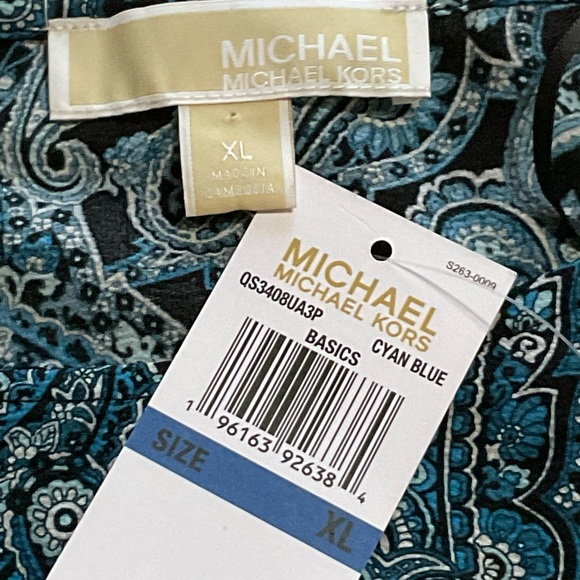 MICHAEL
MICHAEL KORS
XL
MADE IN
CAMBODIA
S263-0009
MICHAEL
MICHAEL KORS
QS3408UA3P
BASICS CYAN BLUE
1 96163 92638 4
SIZE XL